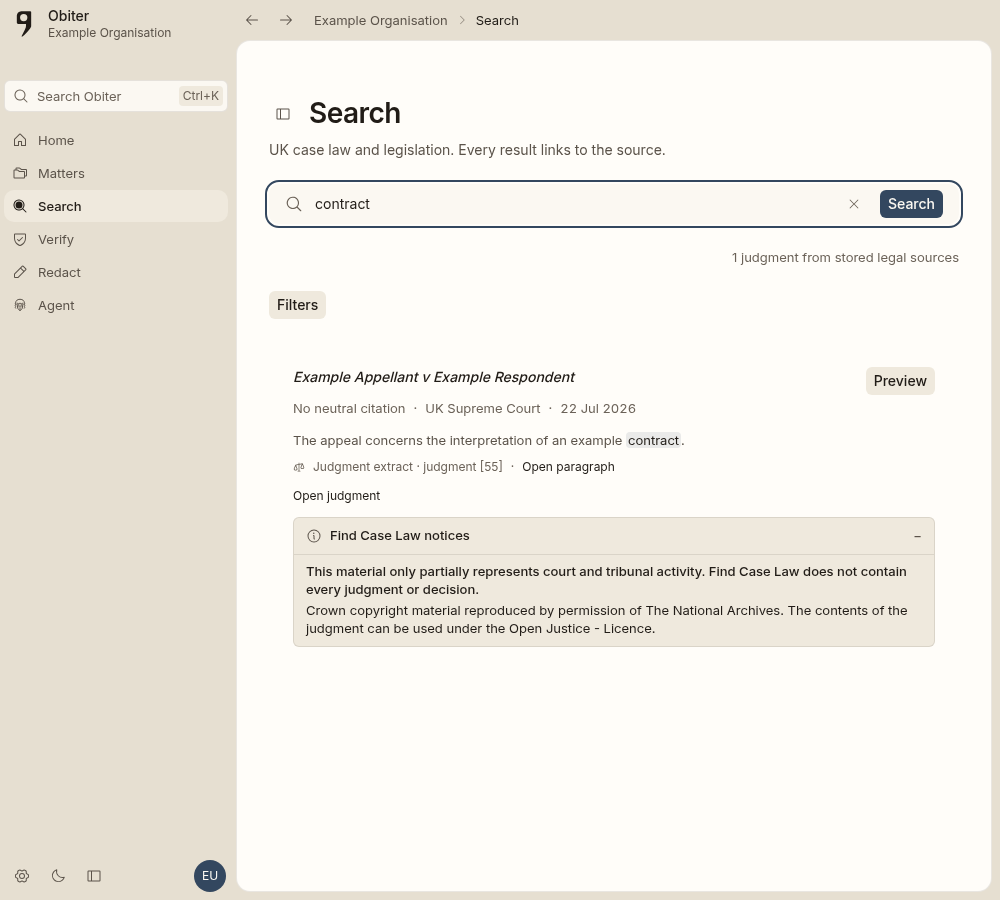 Obiter
Example Organisation
Example Organisation
Search
Search Obiter
Ctrl+K
Home
Matters
Search
Verify
Redact
Agent
EU
Search
UK case law and legislation. Every result links to the source.
contract
Search
1 judgment from stored legal sources
Filters
Example Appellant v Example Respondent
Preview
No neutral citation · UK Supreme Court · 22 Jul 2026
The appeal concerns the interpretation of an example contract.
Judgment extract · judgment [55] · Open paragraph
Open judgment
Find Case Law notices
This material only partially represents court and tribunal activity. Find Case Law does not contain
every judgment or decision.
Crown copyright material reproduced by permission of The National Archives. The contents of the
judgment can be used under the Open Justice - Licence.